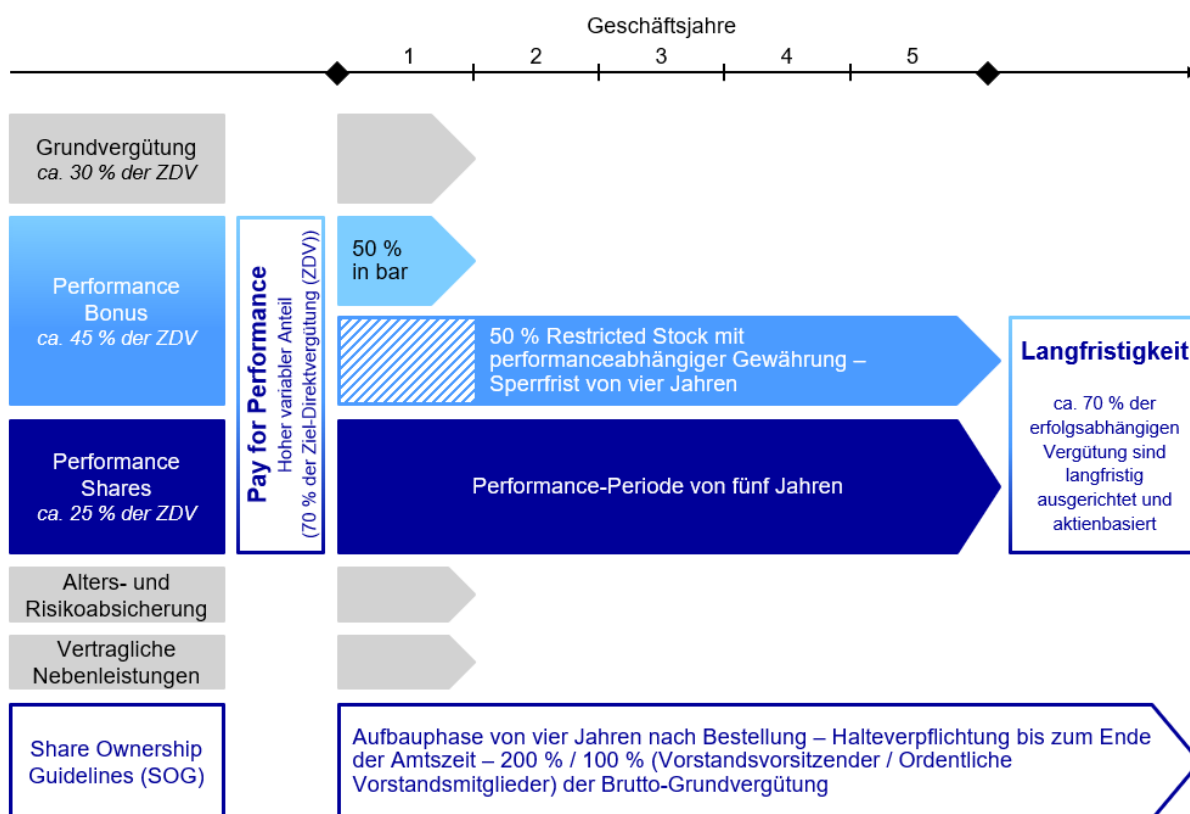 Geschäftsjahre
1 2 3 4 5
Grundvergütung
ca. 30 % der ZDV
Performance
Bonus
ca. 45 % der ZDV
Pay for Performance
Hoher variabler Anteil
(70 % der Ziel-Direktvergütung (ZDV))
50 %
in bar
50 % Restricted Stock mit
performanceabhängiger Gewährung –
Sperrfrist von vier Jahren
Langfristigkeit
ca. 70 % der
erfolgsabhängigen
Vergütung sind
langfristig
ausgerichtet und
aktienbasiert
Performance
Shares
ca. 25 % der ZDV
Performance-Periode von fünf Jahren
Alters- und
Risikoabsicherung
Vertragliche
Nebenleistungen
Share Ownership
Guidelines (SOG)
Aufbauphase von vier Jahren nach Bestellung – Halteverpflichtung bis zum Ende
der Amtszeit – 200 % / 100 % (Vorstandsvorsitzender / Ordentliche
Vorstandsmitglieder) der Brutto-Grundvergütung